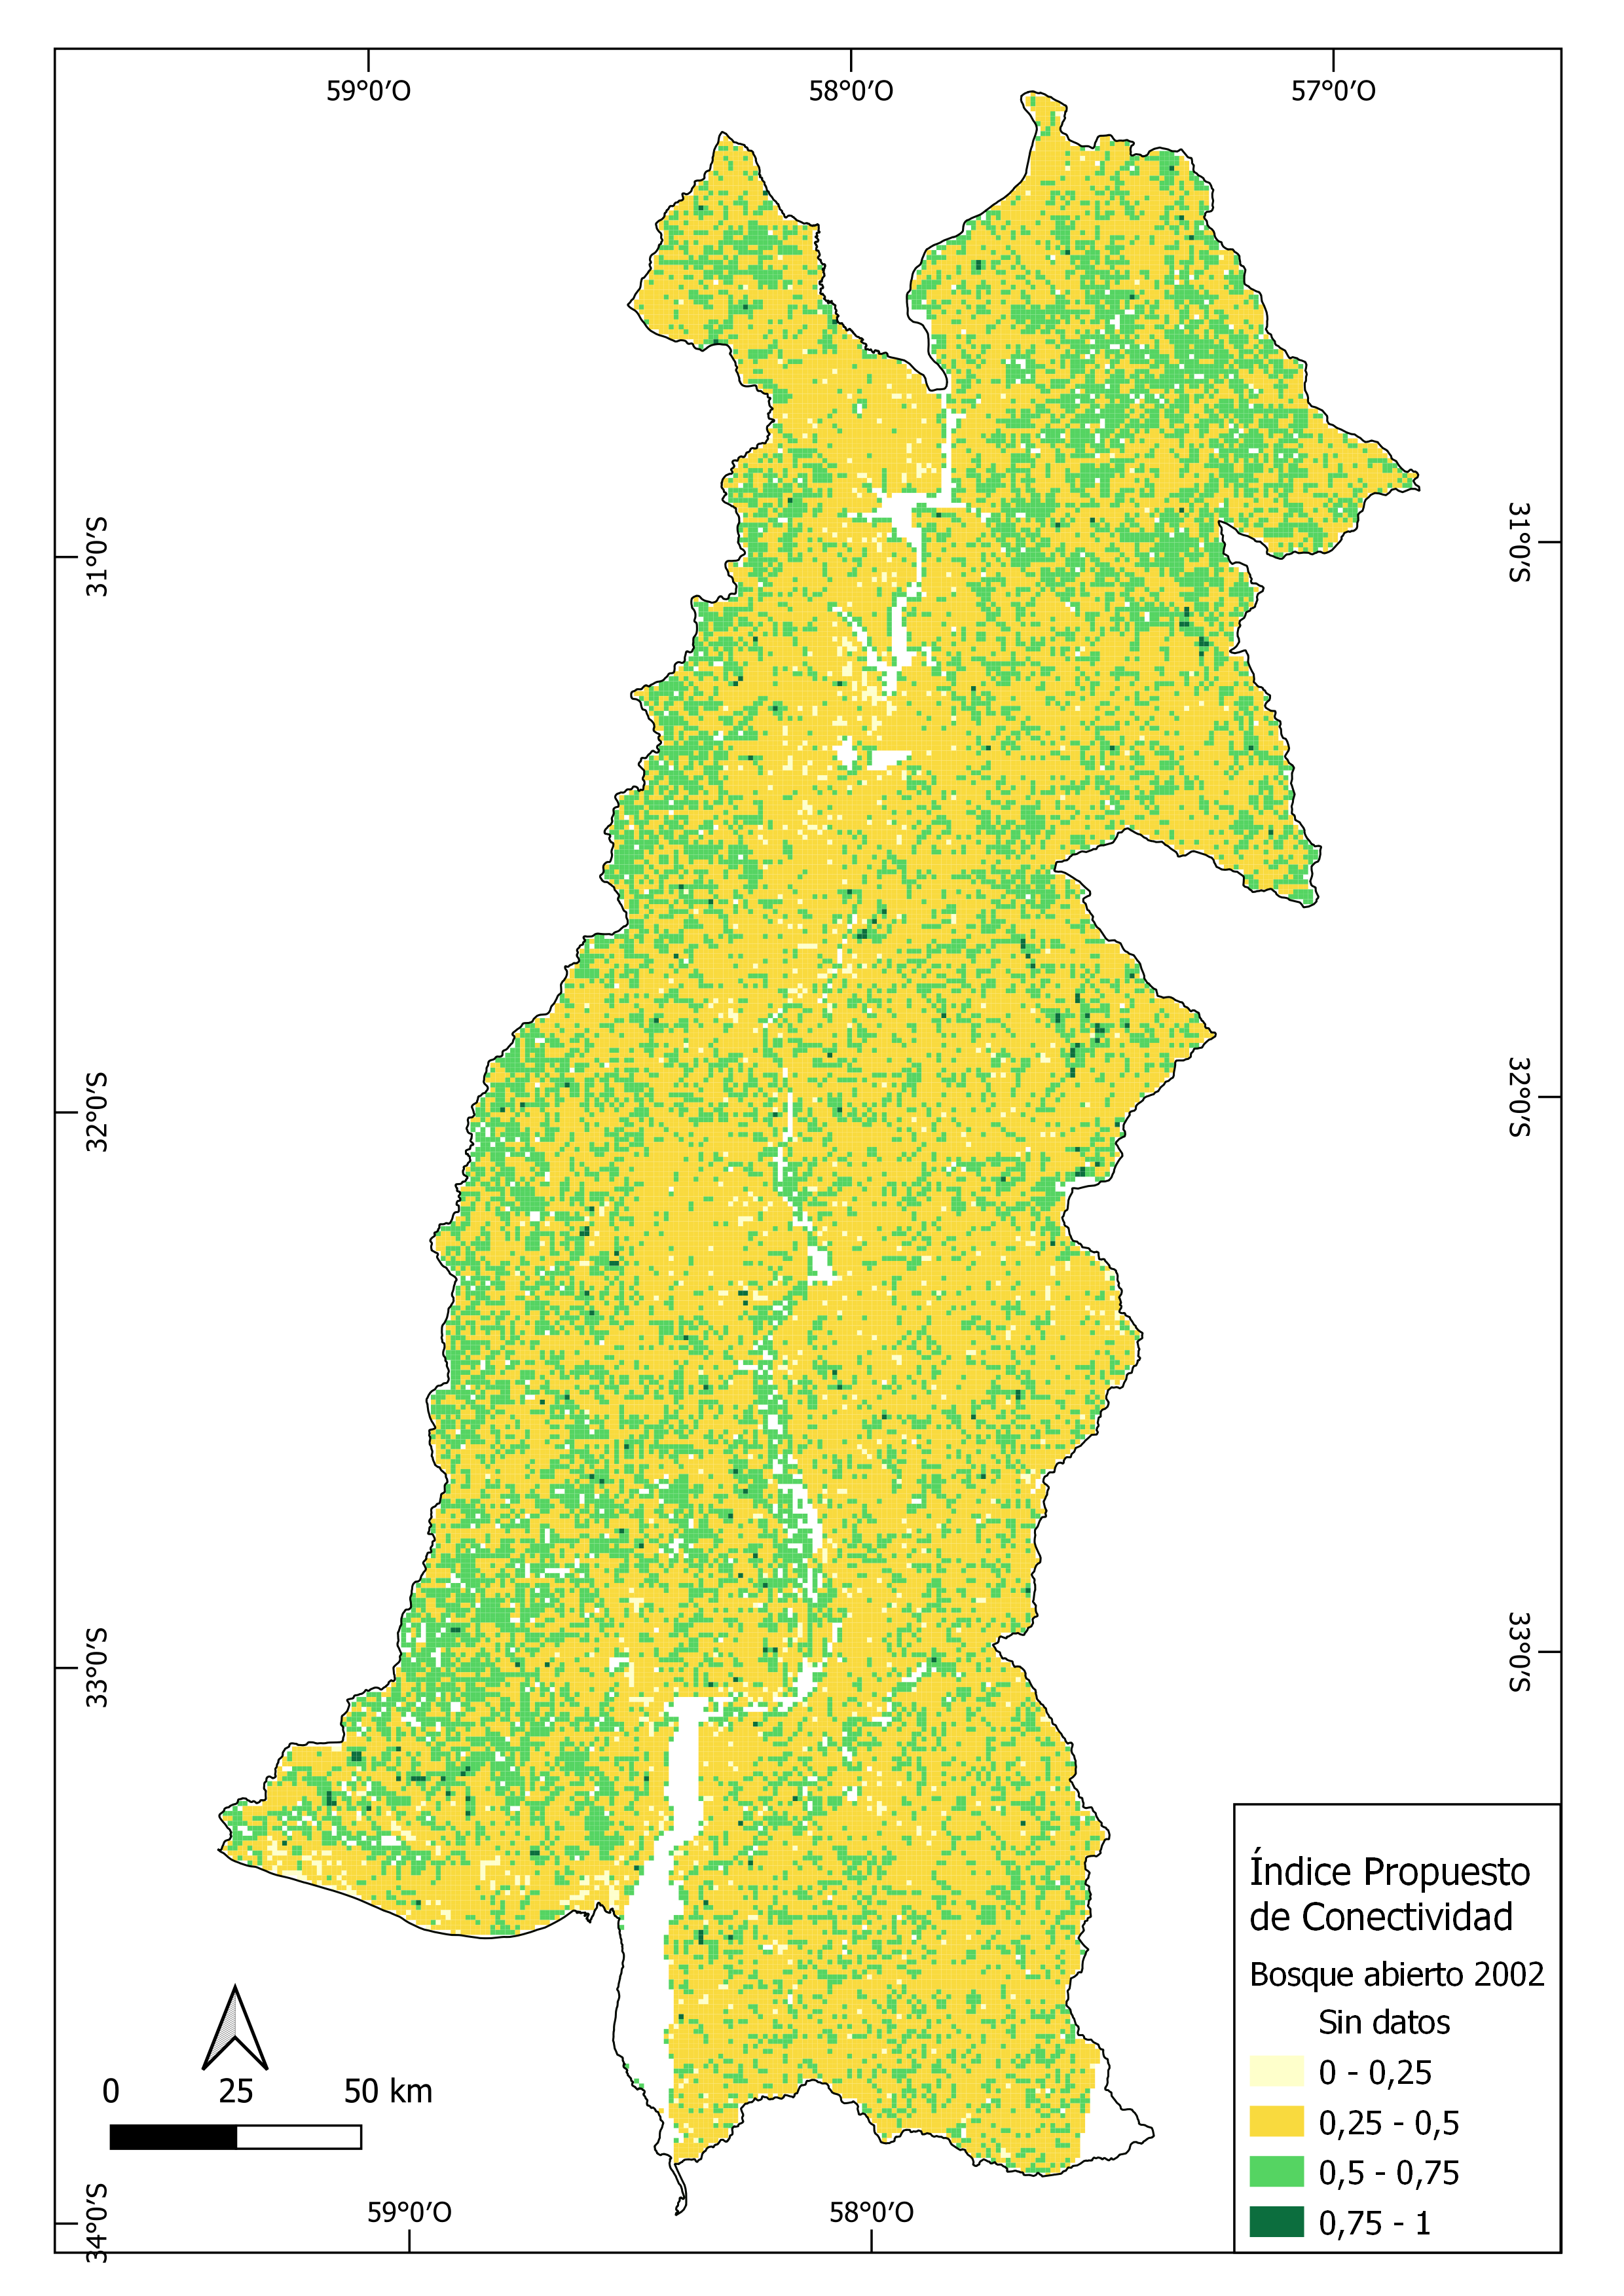 59°0′O
58°0′O
57°0′O
31°0′S
31°0′S
32°0′S
32°0′S
33°0′S
33°0′S
34°0′S
Índice Propuesto
de Conectividad
Bosque abierto 2002
Sin datos
0 - 0,25
0,25 - 0,5
0,5 - 0,75
0,75 - 1
0 25 50 km
59°0′O
58°0′O